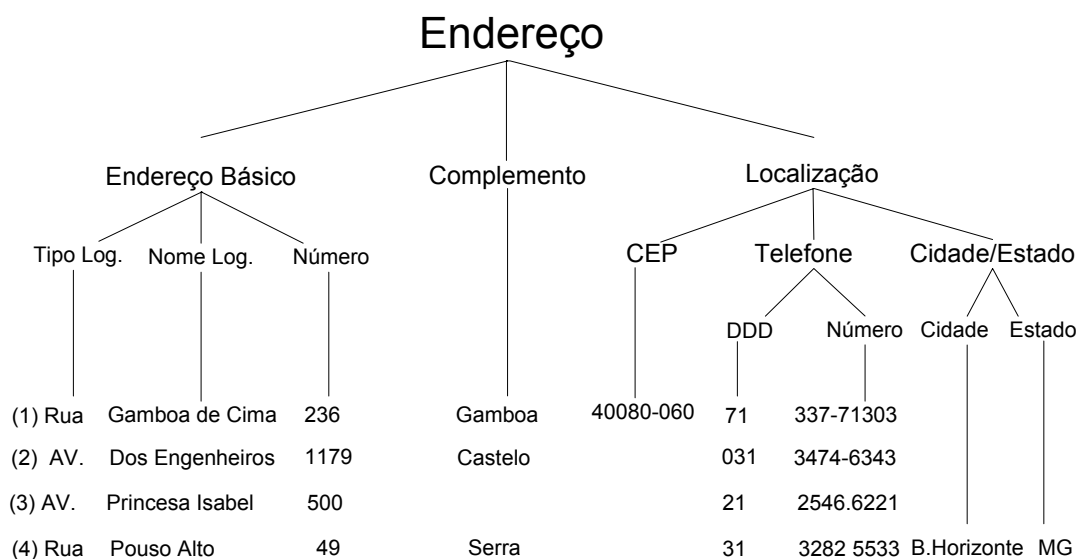 Endereço
Endereço Básico Complemento Localização
Tipo Log. Nome Log. Número CEP Telefone Cidade/Estado
DDD Número Cidade Estado
(1) Rua Gamboa de Cima 236 Gamboa 40080-060 71 337-71303
(2) AV. Dos Engenheiros 1179 Castelo 031 3474-6343
(3) AV. Princesa Isabel 500 21 2546.6221
(4) Rua Pouso Alto 49 Serra 31 3282 5533 B.Horizonte MG